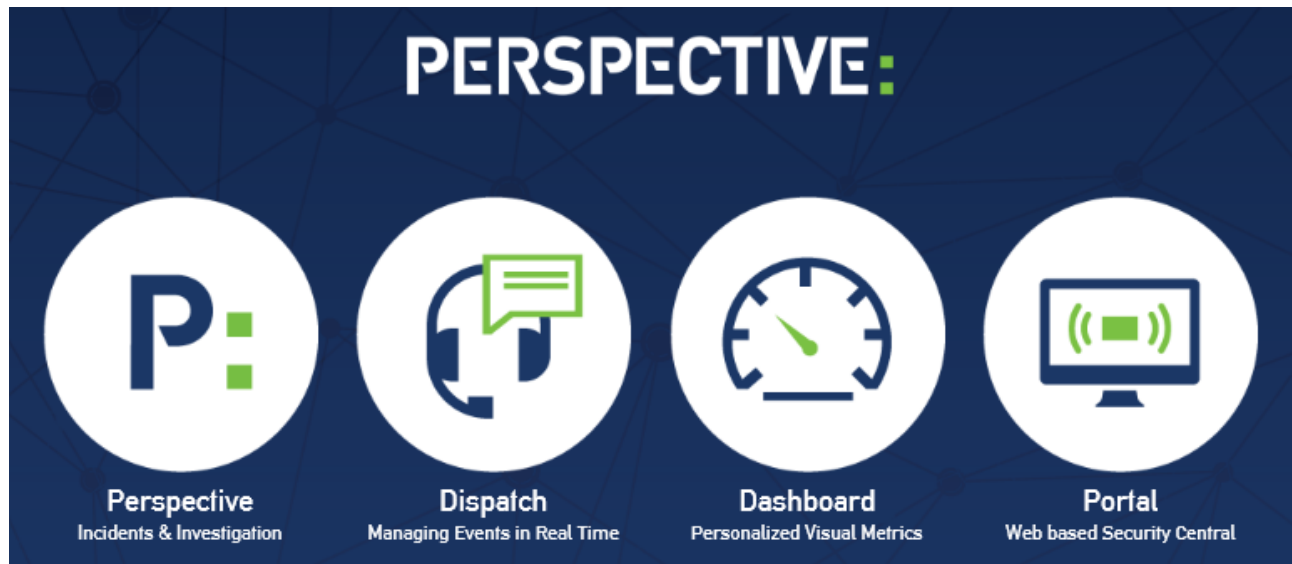 PERSPECTIVE:
P:
Perspective
Incidents & Investigation
Dispatch
Managing Events in Real Time
Dashboard
Personalized Visual Metrics
Portal
Web based Security Central